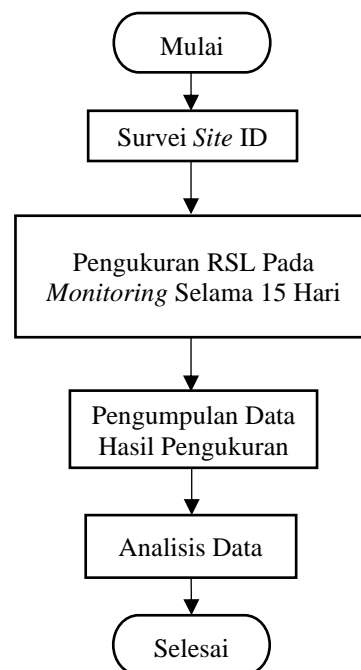 Mulai
Survei Site ID
Pengukuran RSL Pada
Monitoring Selama 15 Hari
Pengumpulan Data
Hasil Pengukuran
Analisis Data
Selesai